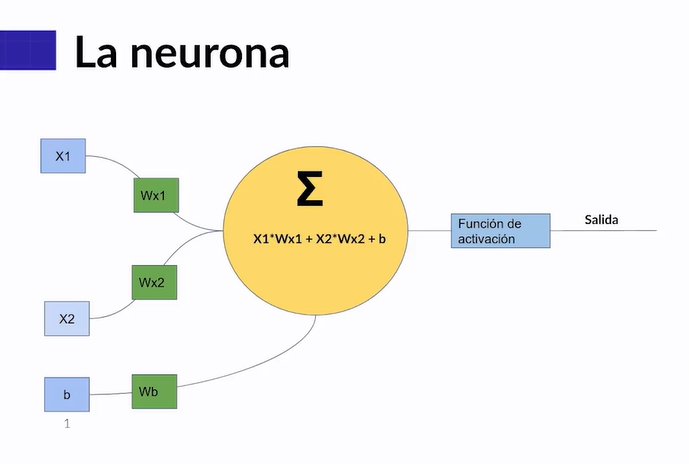 La neurona
X1
Wx1
Σ
X1*Wx1 + X2*Wx2 + b
Función de
activación
Salida
Wx2
X2
b
Wb
1